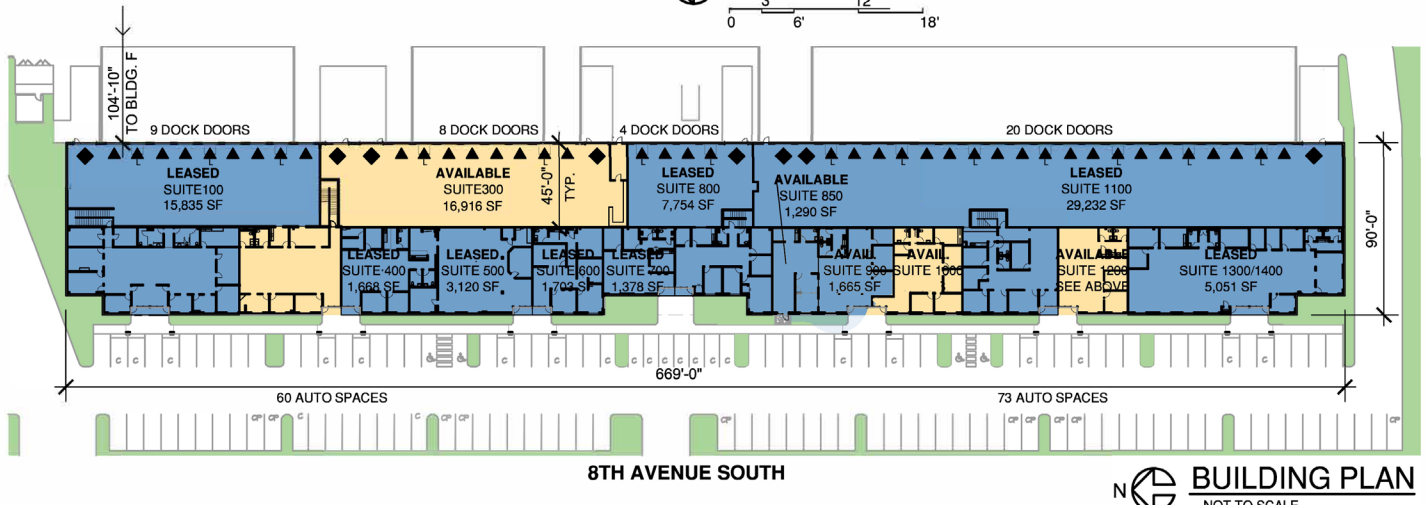 3' 12'
0 6' 18'
104'-10"
TO BLDG. F
9 DOCK DOORS
8 DOCK DOORS
4 DOCK DOORS
20 DOCK DOORS
LEASED
SUITE100
15,835 SF
AVAILABLE
SUITE300
16,916 SF
45'-0"
TYP.
LEASED
SUITE 800
7,754 SF
AVAILABLE
SUITE 850
1,290 SF
LEASED
SUITE 1100
29,232 SF
90'-0"
LEASED
SUITE 400
1,668 SF
LEASED
SUITE 500
3,120 SF
LEASED
SUITE 600
1,703 SF
LEASED
SUITE 700
1,378 SF
AVAIL.
SUITE 900
1,665 SF
AVAIL.
SUITE 1000
AVAILABLE
SUITE 1200
SEE ABOVE
LEASED
SUITE 1300/1400
5,051 SF
669'-0"
60 AUTO SPACES
73 AUTO SPACES
8TH AVENUE SOUTH
N
BUILDING PLAN
NOT TO SCALE